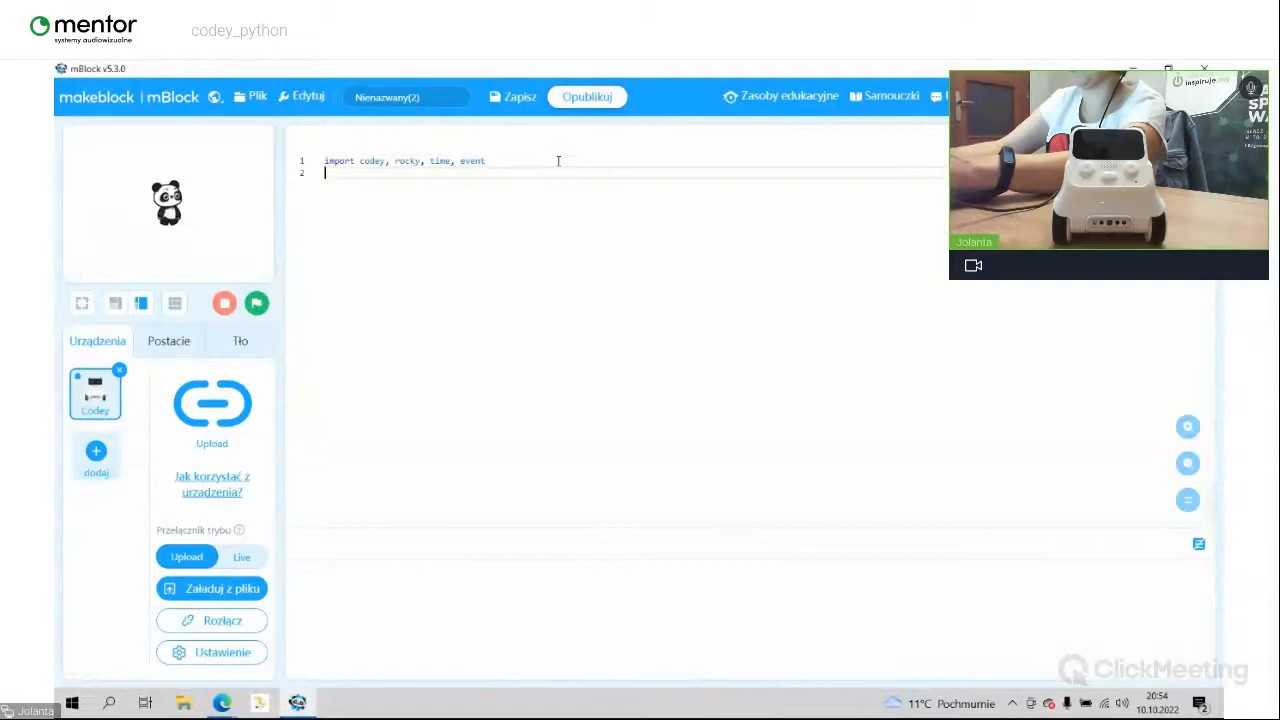 mentor
systemy audiowizualne
codey_python
mBlock v5.3.0
makeblock | mBlock
Plik
Edytuj
Nienazwany(2)
Zapisz
Opublikuj
Zasoby edukacyjne
Samouczki
inspiruje
Jolanta
1 import codey, rocky, time, event
2
Urządzenia
Postacie
Tło
Codey
dodaj
Upload
Jak korzystać z
urządzenia?
Przełącznik trybu
Upload
Live
Załaduj z pliku
Rozłącz
Ustawienie
ClickMeeting
Jolanta
11°C Pochmurnie
20:54
10.10.2022
2